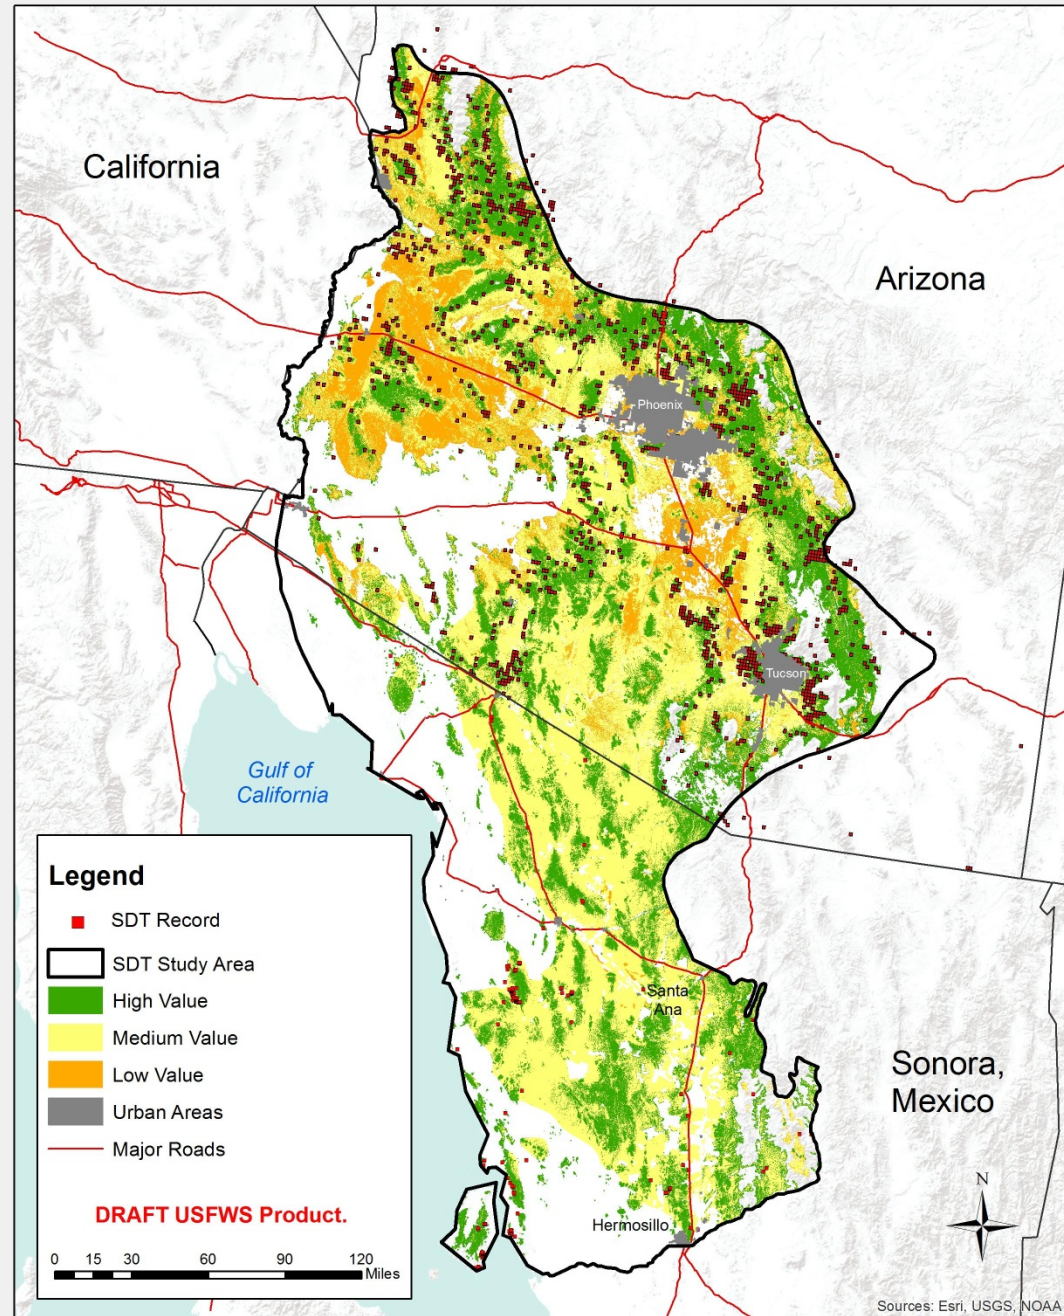 California
Arizona
Phoenix
Tucson
Gulf of
California
Legend
SDT Record
SDT Study Area
High Value
Medium Value
Low Value
Urban Areas
Major Roads
DRAFT USFWS Product.
0 15 30 60 90 120
Miles
Santa
Ana
Sonora,
Mexico
Hermosillo
N
Sources: Esri, USGS, NOAA